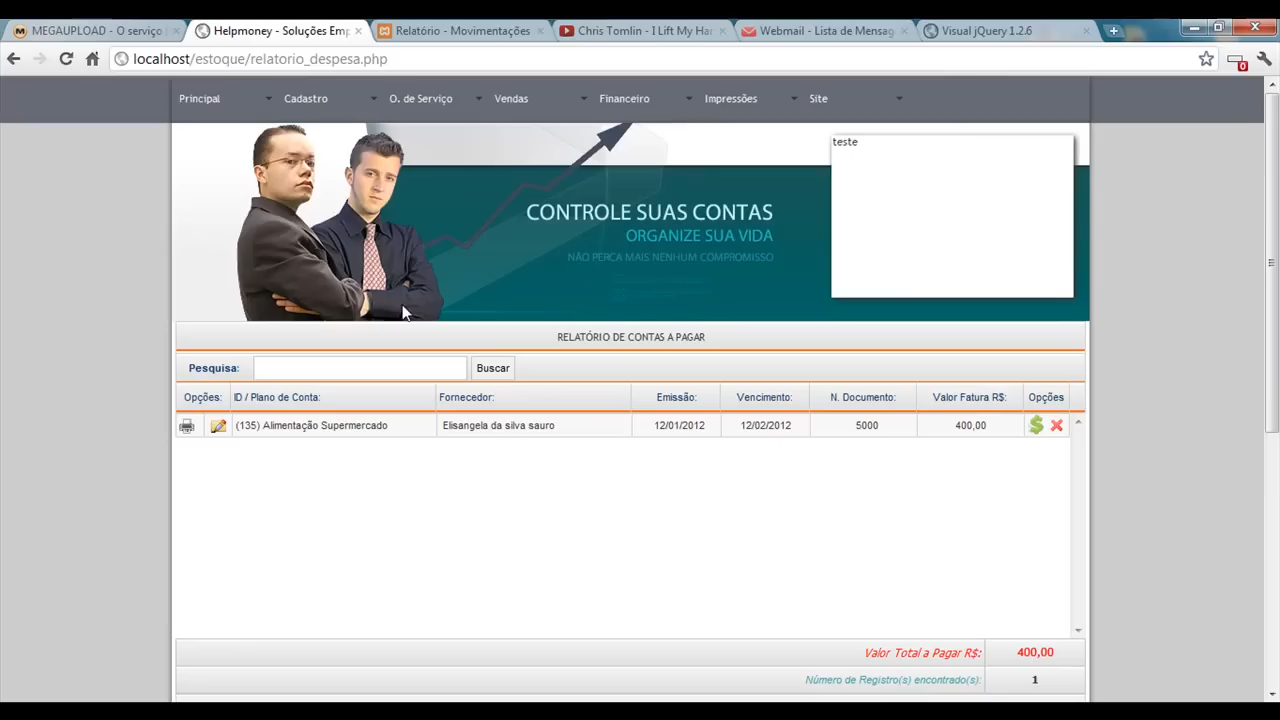 MEGAUPLOAD - O serviço
Helpmoney - Soluções Emp
Relatório - Movimentações
Chris Tomlin - I Lift My Har
Webmail - Lista de Mensag
Visual jQuery 1.2.6
localhost/estoque/relatorio_despesa.php
0
Principal
Cadastro
O. de Serviço
Vendas
Financeiro
Impressões
Site
teste
CONTROLE SUAS CONTAS
ORGANIZE SUA VIDA
NÃO PERCA MAIS NENHUM COMPROMISSO
RELATÓRIO DE CONTAS A PAGAR
Pesquisa: Buscar
Opções: ID / Plano de Conta: Fornecedor: Emissão: Vencimento: N. Documento: Valor Fatura R$: Opções
(135) Alimentação Supermercado Elisangela da silva sauro 12/01/2012 12/02/2012 5000 400,00
Valor Total a Pagar R$: 400,00
Número de Registro(s) encontrado(s): 1